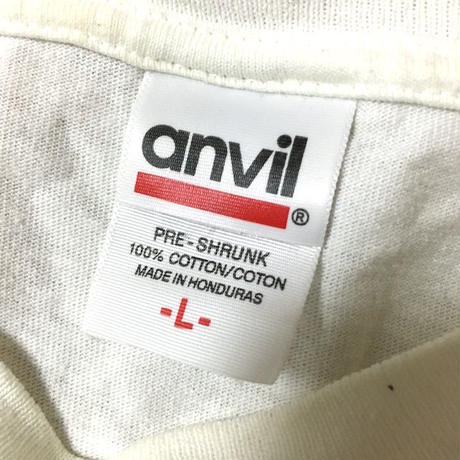 anvil
®
PRE-SHRUNK
100% COTTON/COTON
MADE IN HONDURAS
-L-